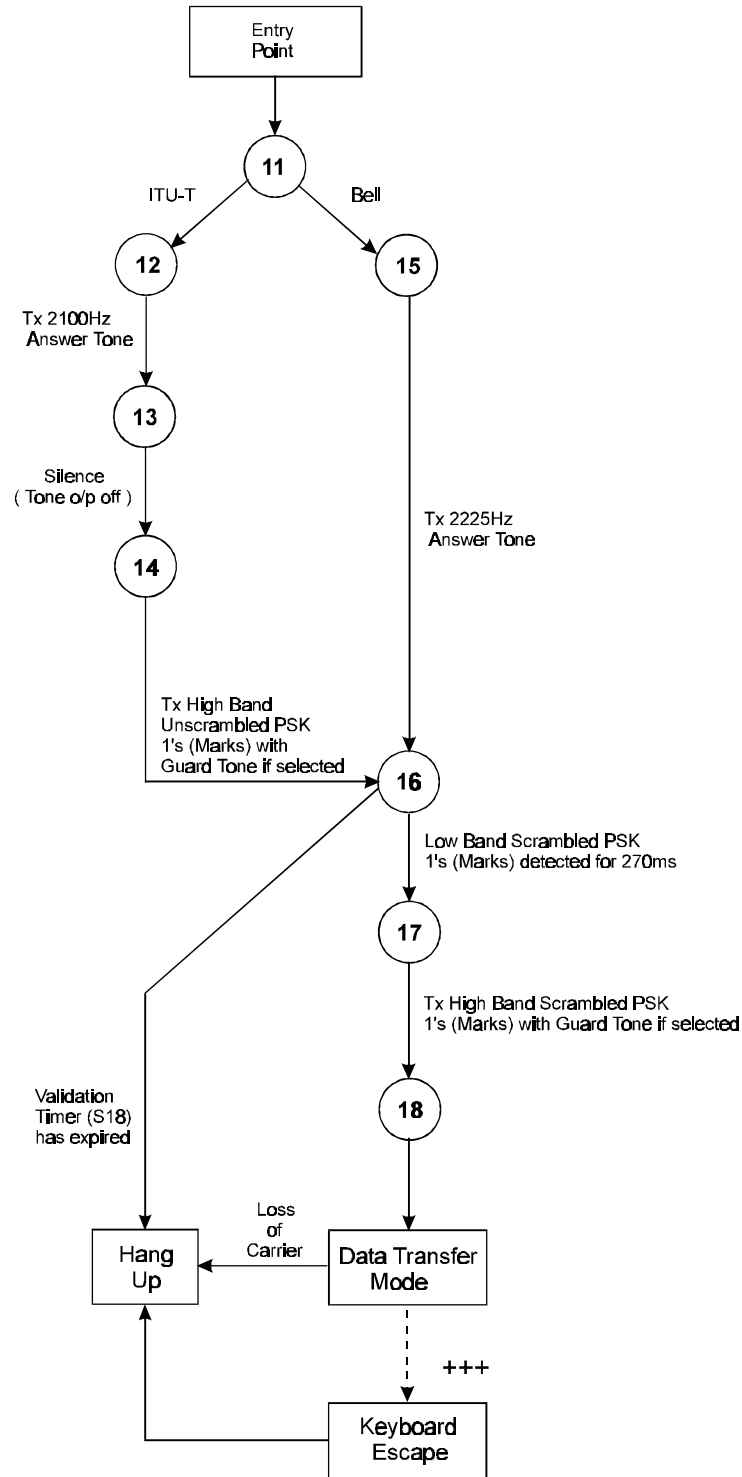 Entry
Point
11
ITU-T
Bell
12
15
Tx 2100Hz
Answer Tone
13
Silence
( Tone o/p off )
Tx 2225Hz
Answer Tone
14
Tx High Band
Unscrambled PSK
1's (Marks) with
Guard Tone if selected
16
Low Band Scrambled PSK
1's (Marks) detected for 270ms
17
Tx High Band Scrambled PSK
1's (Marks) with Guard Tone if selected
18
Validation
Timer (S18)
has expired
Loss
of
Carrier
Hang
Up
Data Transfer
Mode
+++
Keyboard
Escape